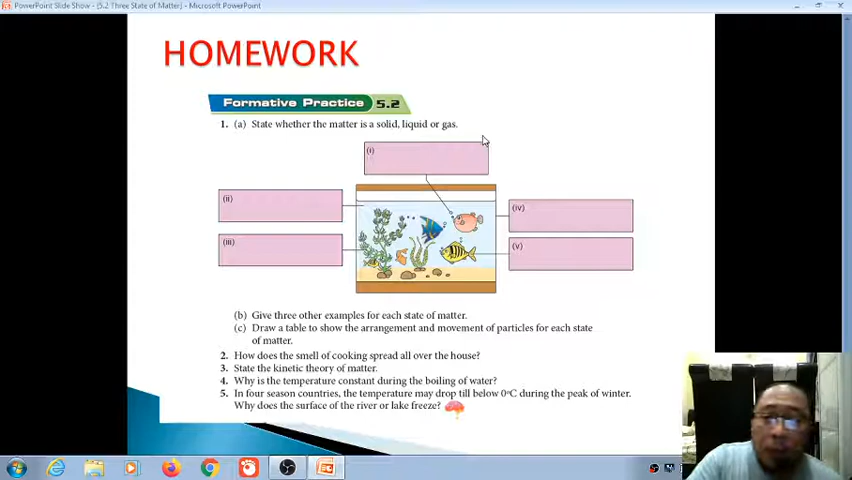 PowerPoint Slide Show - [5.2 Three State of Matter] - Microsoft PowerPoint
HOMEWORK
Formative Practice 5.2
1. (a) State whether the matter is a solid, liquid or gas.
(i)
(ii)
(iv)
(iii)
(v)
(b) Give three other examples for each state of matter.
(c) Draw a table to show the arrangement and movement of particles for each state
of matter.
2. How does the smell of cooking spread all over the house?
3. State the kinetic theory of matter.
4. Why is the temperature constant during the boiling of water?
5. In four season countries, the temperature may drop till below 0°C during the peak of winter.
Why does the surface of the river or lake freeze?